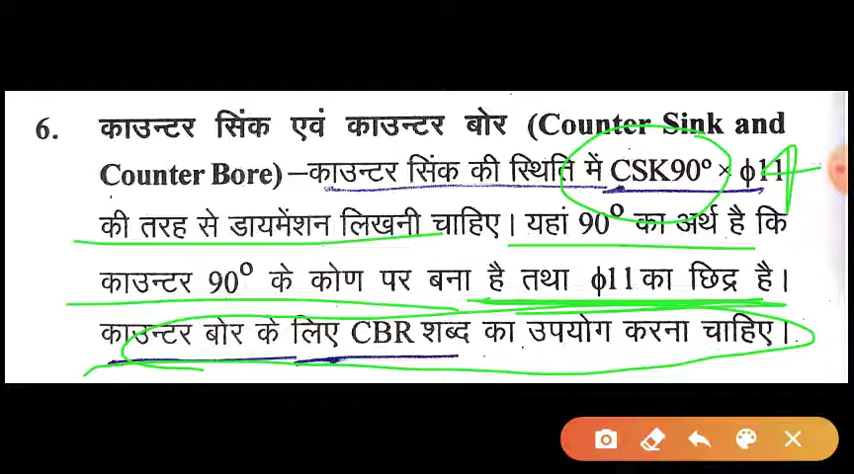 6. काउन्टर सिंक एवं काउन्टर बोर (Counter Sink and
Counter Bore) –काउन्टर सिंक की स्थिति में CSK90° × ϕ11
की तरह से डायमेंशन लिखनी चाहिए। यहां 90° का अर्थ है कि
काउन्टर 90° के कोण पर बना है तथा ϕ11 का छिद्र है।
काउन्टर बोर के लिए CBR शब्द का उपयोग करना चाहिए।